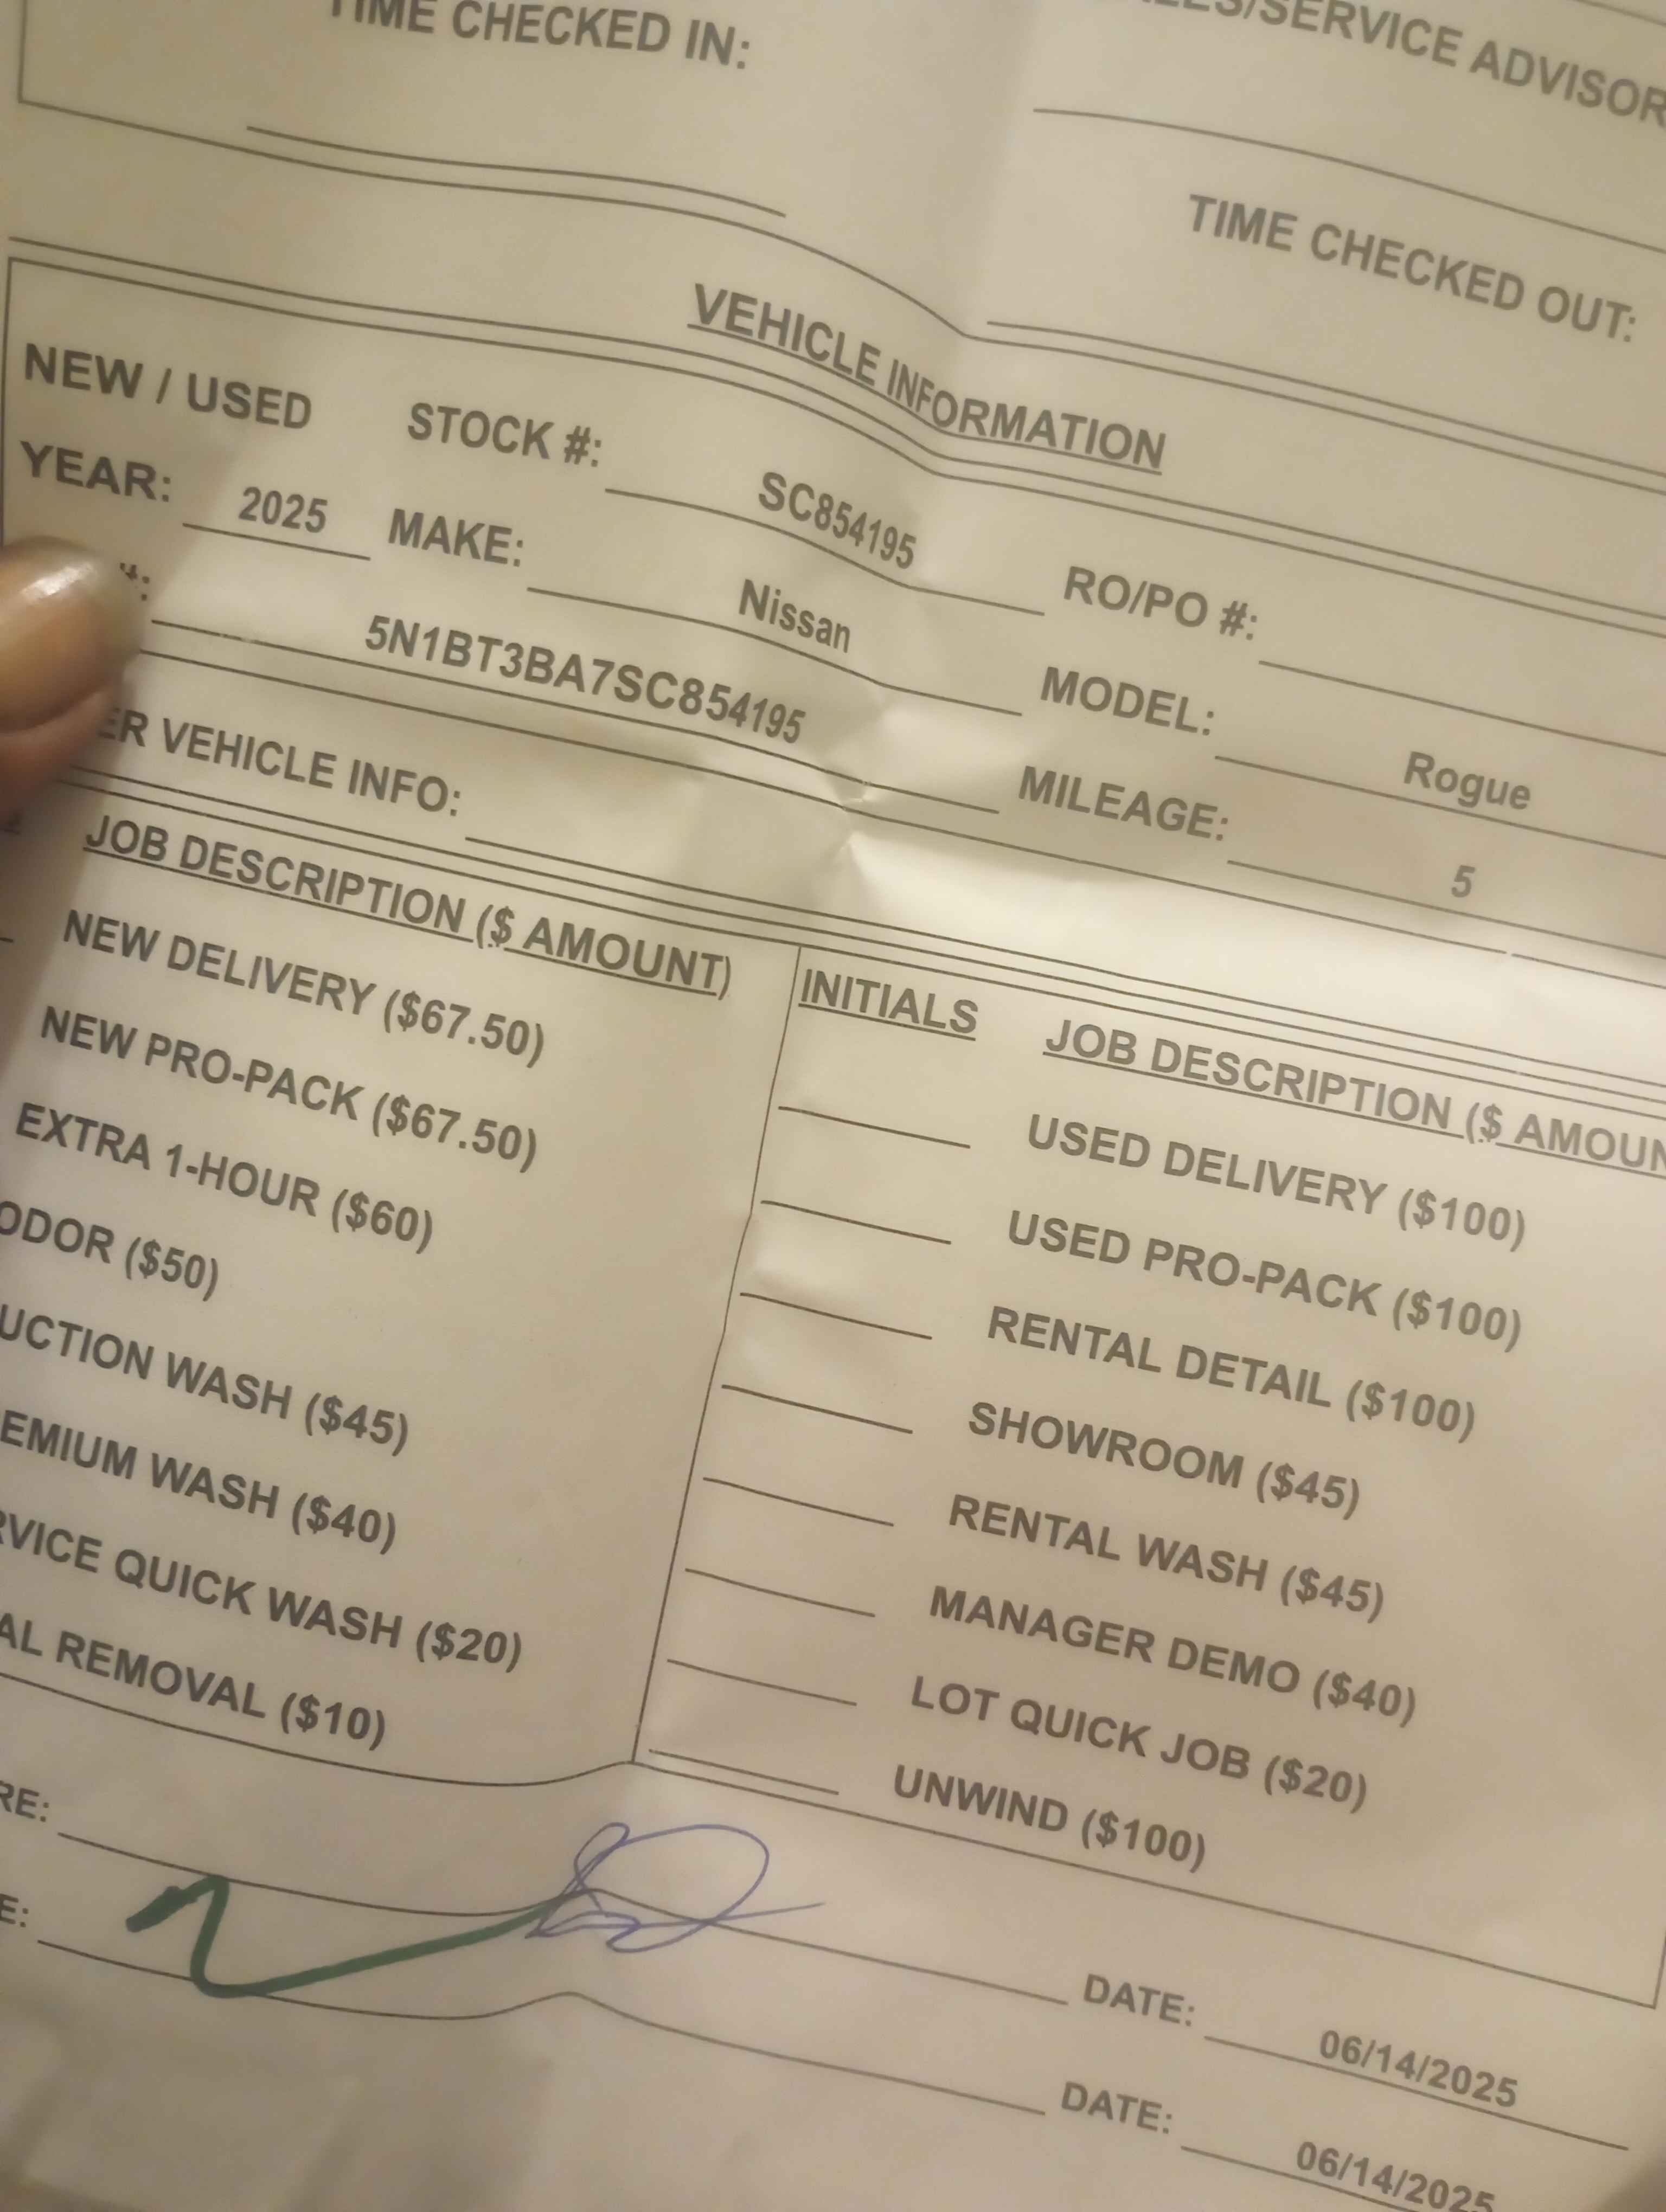 TIME CHECKED IN:
SERVICE ADVISOR
TIME CHECKED OUT:
VEHICLE INFORMATION
NEW / USED STOCK #: SC854195 RO/PO #:
YEAR: 2025 MAKE: Nissan MODEL: Rogue
#: 5N1BT3BA7SC854195 MILEAGE: 5
ER VEHICLE INFO:
JOB DESCRIPTION ($ AMOUNT) INITIALS JOB DESCRIPTION ($ AMOUN
NEW DELIVERY ($67.50) USED DELIVERY ($100)
NEW PRO-PACK ($67.50) USED PRO-PACK ($100)
EXTRA 1-HOUR ($60) RENTAL DETAIL ($100)
ODOR ($50) SHOWROOM ($45)
UCTION WASH ($45) RENTAL WASH ($45)
EMIUM WASH ($40) MANAGER DEMO ($40)
RVICE QUICK WASH ($20) LOT QUICK JOB ($20)
AL REMOVAL ($10) UNWIND ($100)
RE: DATE: 06/14/2025
E: DATE: 06/14/2025